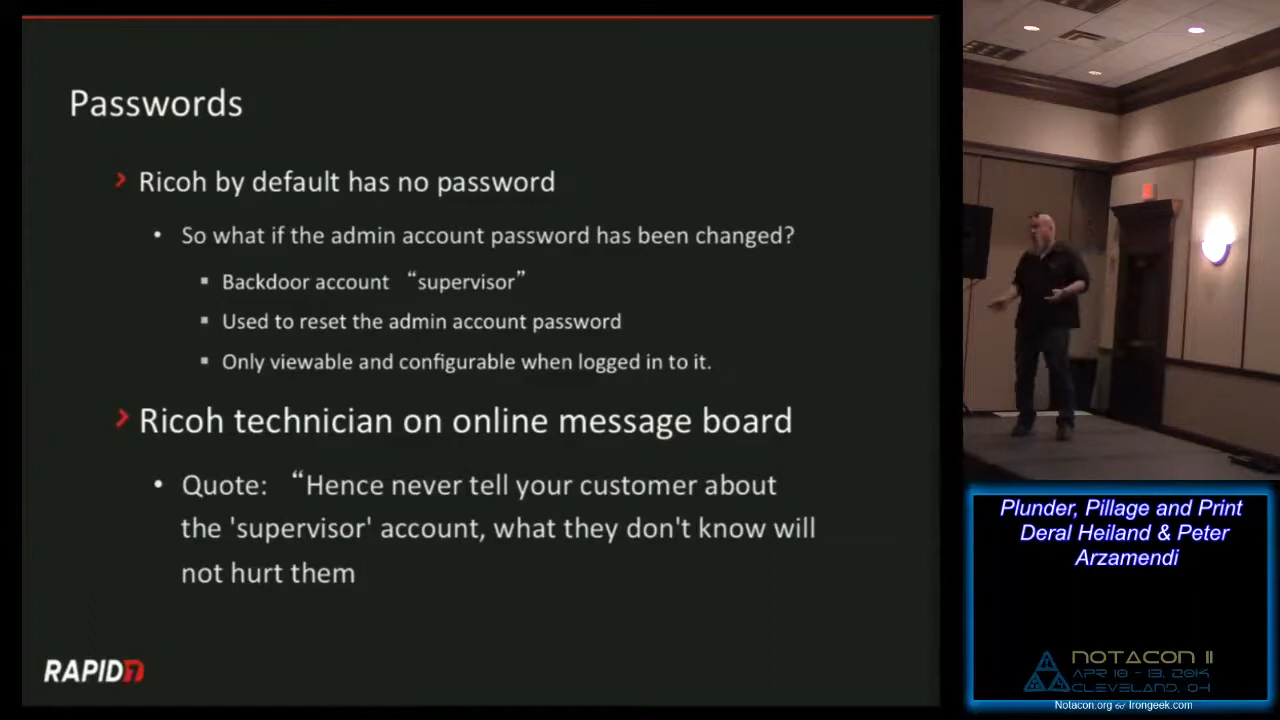 Passwords
Ricoh by default has no password
• So what if the admin account password has been changed?
▪ Backdoor account “supervisor”
▪ Used to reset the admin account password
▪ Only viewable and configurable when logged in to it.
Ricoh technician on online message board
• Quote: “Hence never tell your customer about
the 'supervisor' account, what they don't know will
not hurt them
RAPID7
Plunder, Pillage and Print
Deral Heiland & Peter
Arzamendi
NOTACON 11
APR 10 - 13, 2014
CLEVELAND, OH
Notacon.org or Irongeek.com